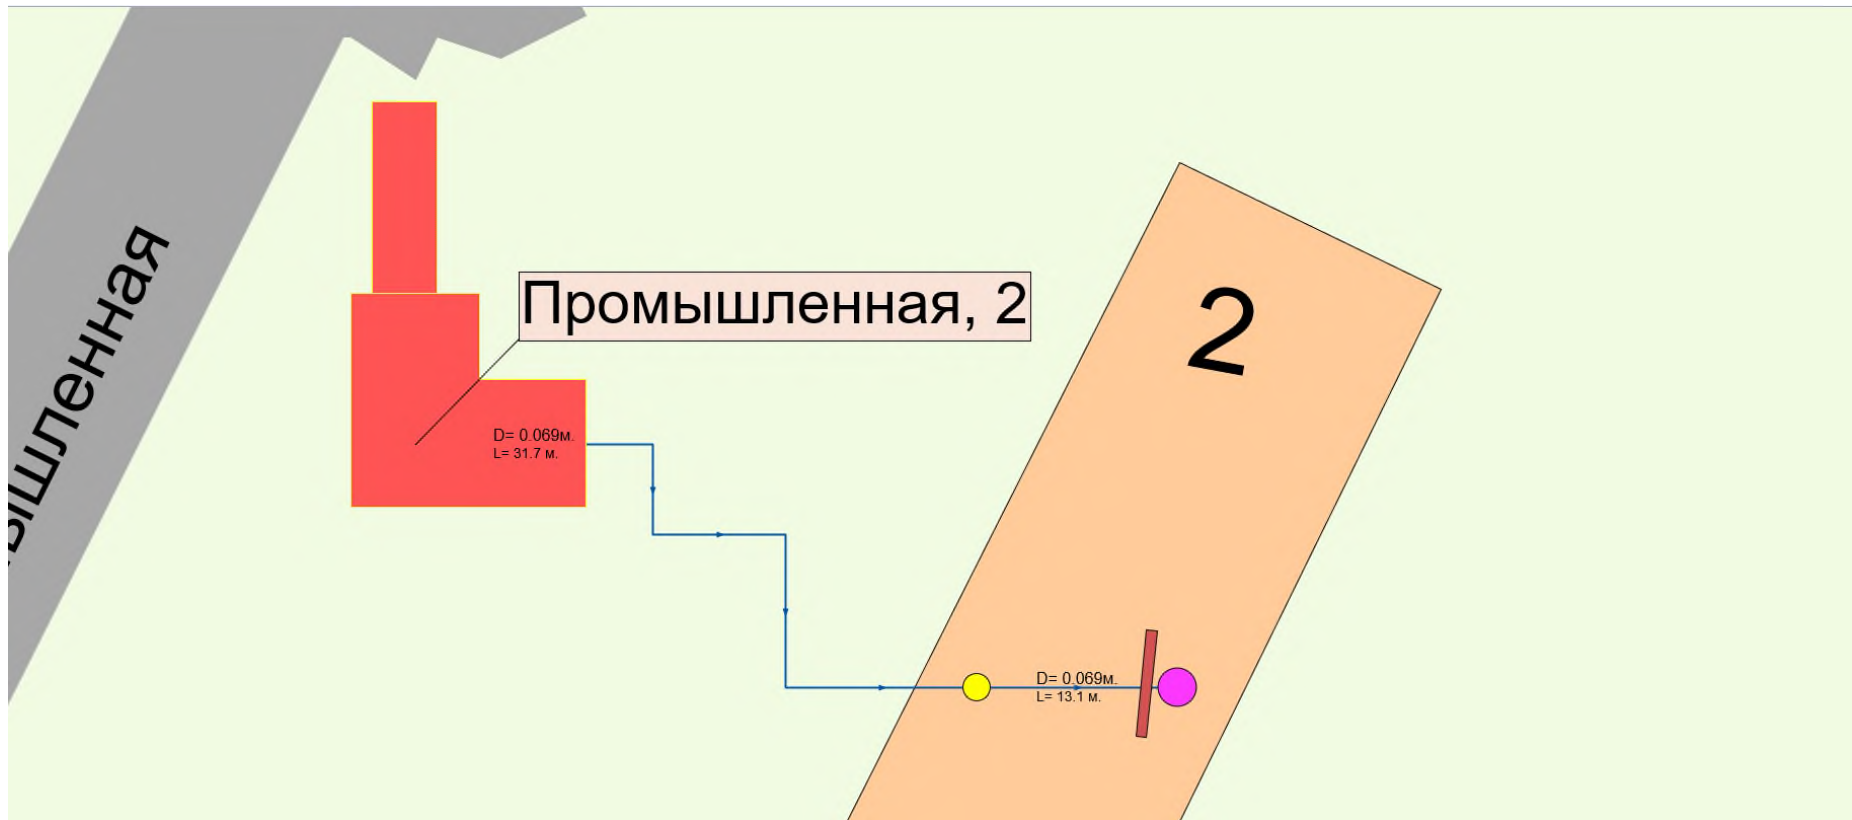 Промышленная, 2
2
ышленная
D= 0.069м.
L= 31.7 м.
D= 0.069м.
L= 13.1 м.